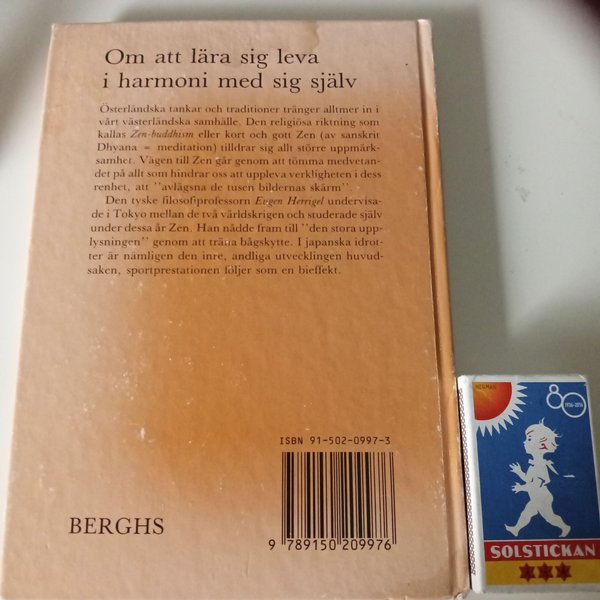 Om att lära sig leva
i harmoni med sig själv
Österländska tankar och traditioner tränger alltmer in i
vårt västerländska samhälle. Den religiösa riktning som
kallas Zen-buddhism eller kort och gott Zen (av sanskrit
Dhyana = meditation) tilldrar sig allt större uppmärk-
samhet. Vägen till Zen går genom att tömma medvetan-
det på allt som hindrar oss att uppleva verkligheten i dess
renhet, att "avlägsna de tusen bildernas skärm".
Den tyske filosofiprofessorn Eugen Herrigel undervisa-
de i Tokyo mellan de två världskrigen och studerade själv
under dessa år Zen. Han nådde fram till "den stora upp-
lysningen" genom att träna bågskytte. I japanska idrot-
ter är nämligen den inre, andliga utvecklingen huvud-
saken, sportprestationen följer som en bieffekt.
ISBN 91-502-0997-3
BERGHS
9 789150 209976
HERMAN
80
1936-2016
SOLSTICKAN